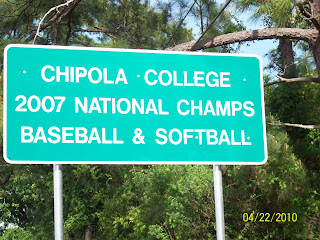 CHIPOLA COLLEGE
2007 NATIONAL CHAMPS
BASEBALL & SOFTBALL
04/22/2010